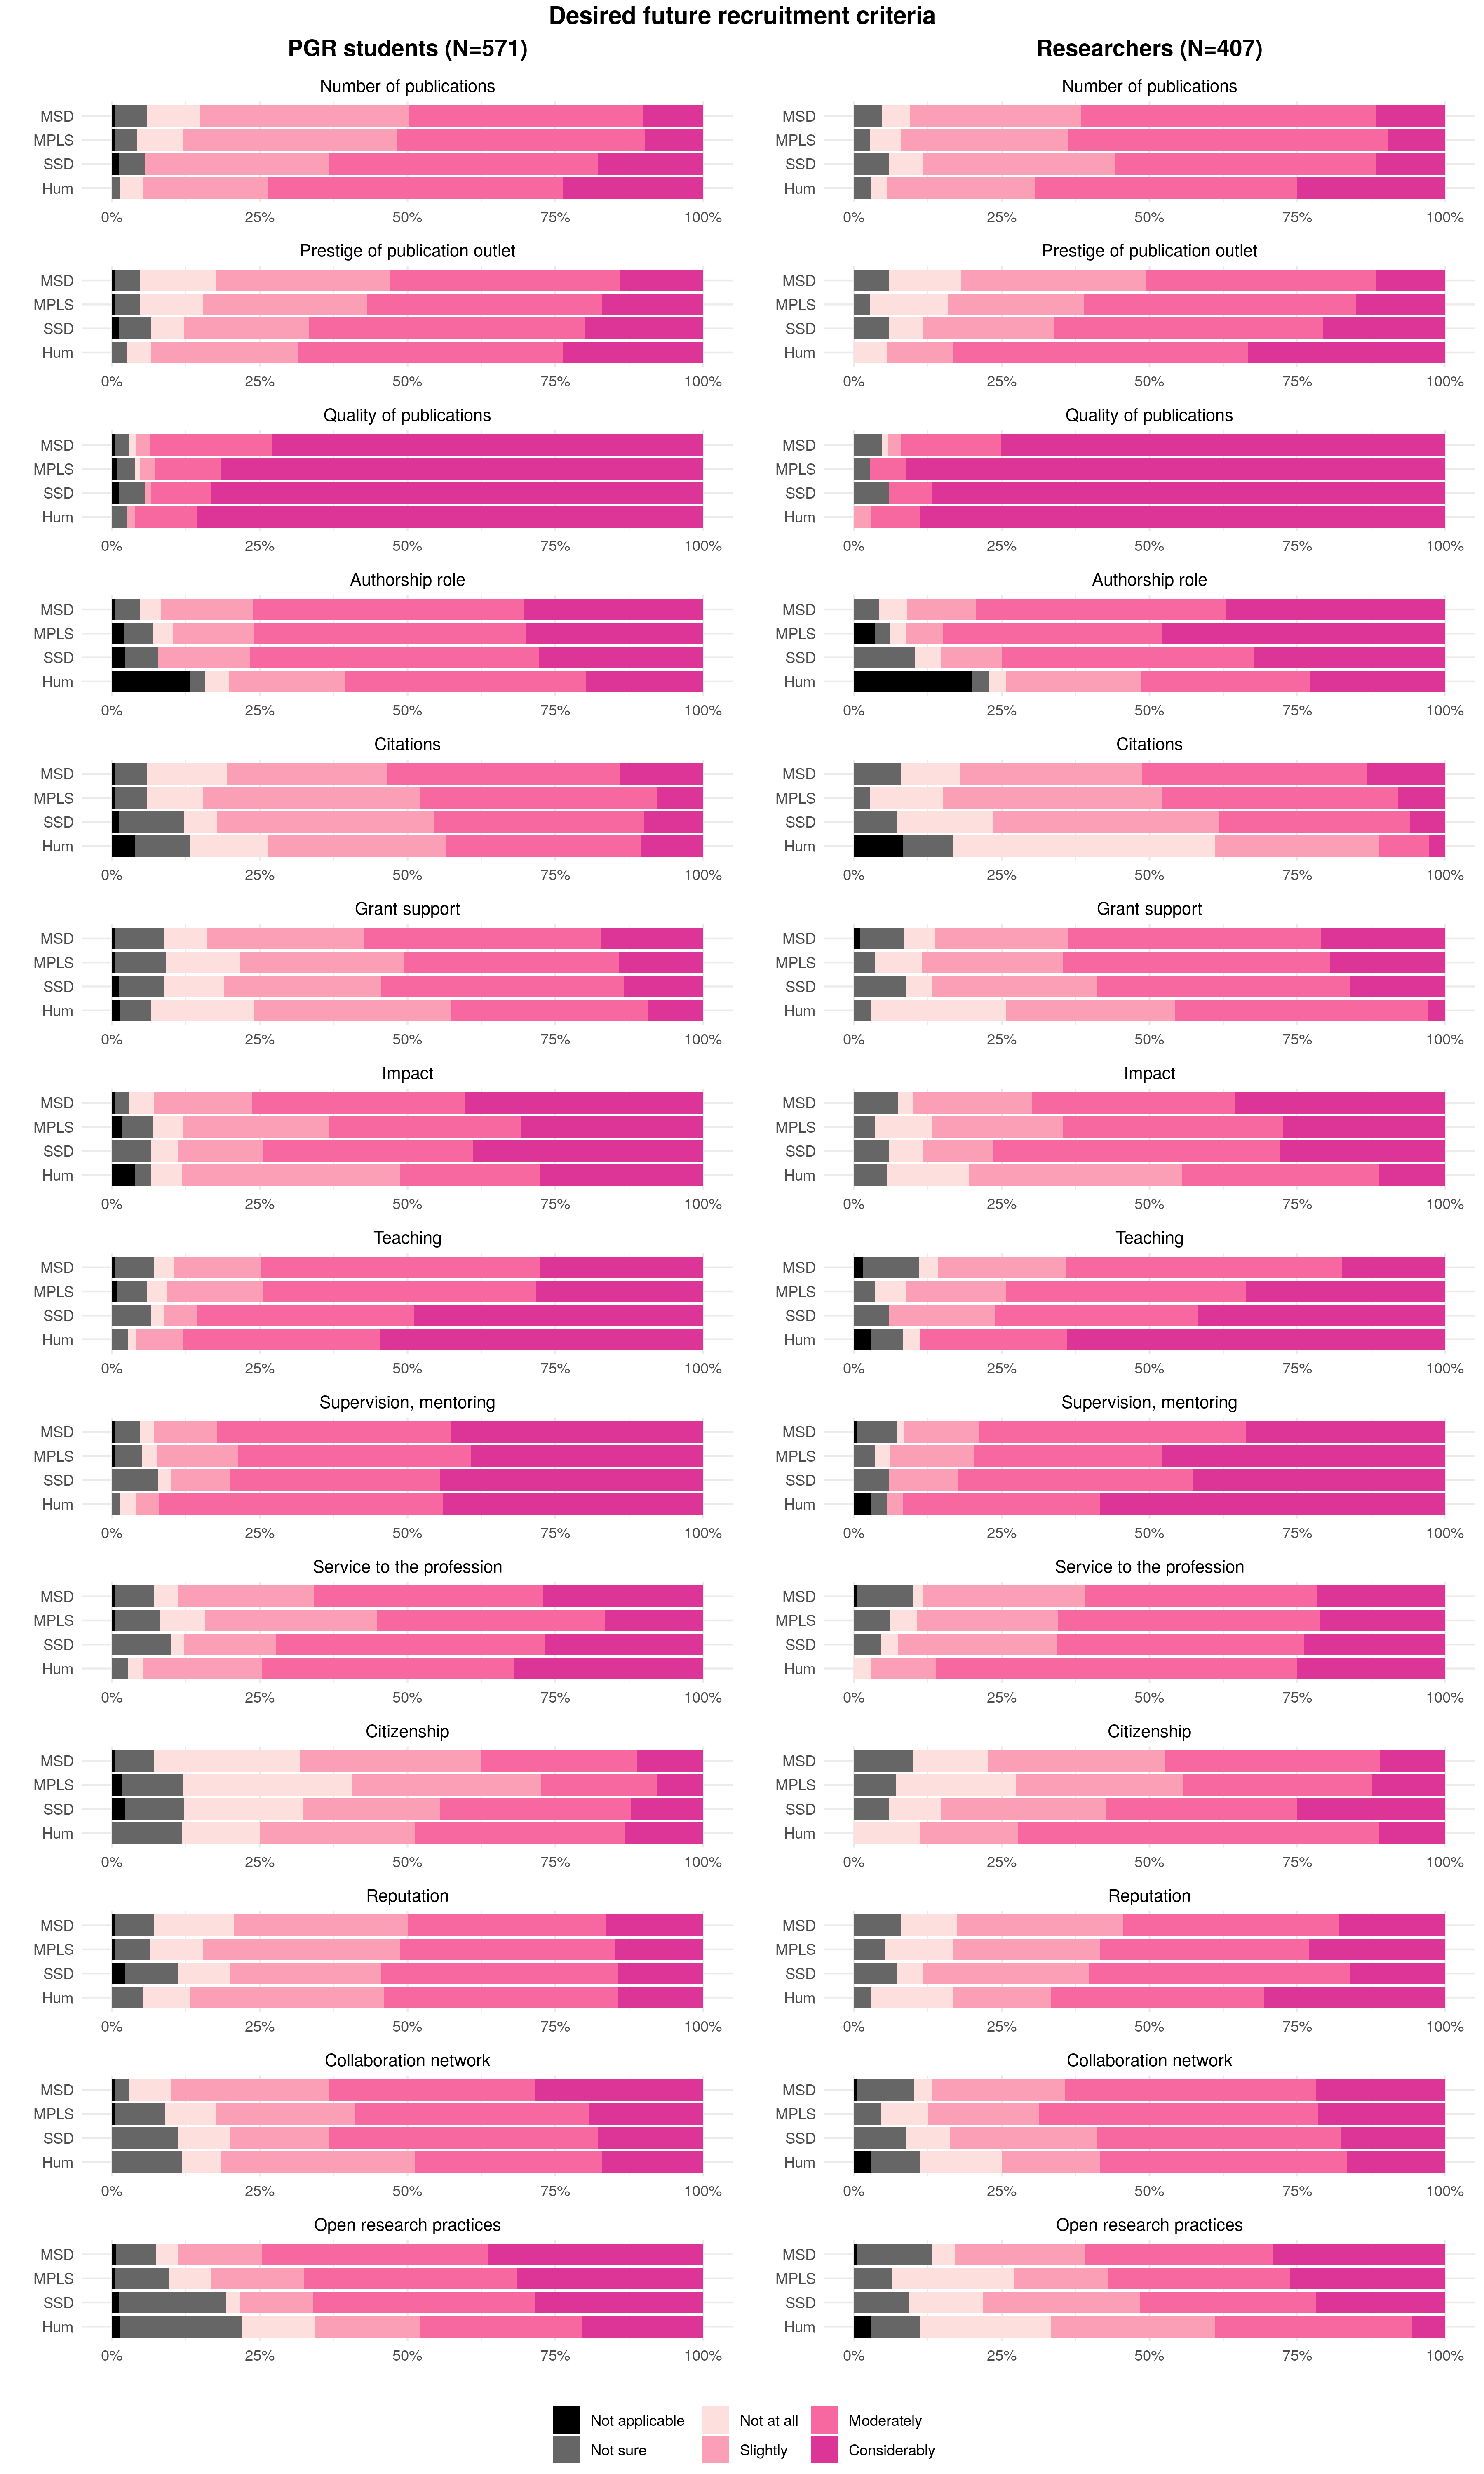 Desired future recruitment criteria
PGR students (N=571)
Researchers (N=407)
Number of publications
MSD
MPLS
SSD
Hum
0% 25% 50% 75% 100%
Number of publications
MSD
MPLS
SSD
Hum
0% 25% 50% 75% 100%
Prestige of publication outlet
MSD
MPLS
SSD
Hum
0% 25% 50% 75% 100%
Prestige of publication outlet
MSD
MPLS
SSD
Hum
0% 25% 50% 75% 100%
Quality of publications
MSD
MPLS
SSD
Hum
0% 25% 50% 75% 100%
Quality of publications
MSD
MPLS
SSD
Hum
0% 25% 50% 75% 100%
Authorship role
MSD
MPLS
SSD
Hum
0% 25% 50% 75% 100%
Authorship role
MSD
MPLS
SSD
Hum
0% 25% 50% 75% 100%
Citations
MSD
MPLS
SSD
Hum
0% 25% 50% 75% 100%
Citations
MSD
MPLS
SSD
Hum
0% 25% 50% 75% 100%
Grant support
MSD
MPLS
SSD
Hum
0% 25% 50% 75% 100%
Grant support
MSD
MPLS
SSD
Hum
0% 25% 50% 75% 100%
Impact
MSD
MPLS
SSD
Hum
0% 25% 50% 75% 100%
Impact
MSD
MPLS
SSD
Hum
0% 25% 50% 75% 100%
Teaching
MSD
MPLS
SSD
Hum
0% 25% 50% 75% 100%
Teaching
MSD
MPLS
SSD
Hum
0% 25% 50% 75% 100%
Supervision, mentoring
MSD
MPLS
SSD
Hum
0% 25% 50% 75% 100%
Supervision, mentoring
MSD
MPLS
SSD
Hum
0% 25% 50% 75% 100%
Service to the profession
MSD
MPLS
SSD
Hum
0% 25% 50% 75% 100%
Service to the profession
MSD
MPLS
SSD
Hum
0% 25% 50% 75% 100%
Citizenship
MSD
MPLS
SSD
Hum
0% 25% 50% 75% 100%
Citizenship
MSD
MPLS
SSD
Hum
0% 25% 50% 75% 100%
Reputation
MSD
MPLS
SSD
Hum
0% 25% 50% 75% 100%
Reputation
MSD
MPLS
SSD
Hum
0% 25% 50% 75% 100%
Collaboration network
MSD
MPLS
SSD
Hum
0% 25% 50% 75% 100%
Collaboration network
MSD
MPLS
SSD
Hum
0% 25% 50% 75% 100%
Open research practices
MSD
MPLS
SSD
Hum
0% 25% 50% 75% 100%
Open research practices
MSD
MPLS
SSD
Hum
0% 25% 50% 75% 100%
Not applicable Not at all Moderately
Not sure Slightly Considerably